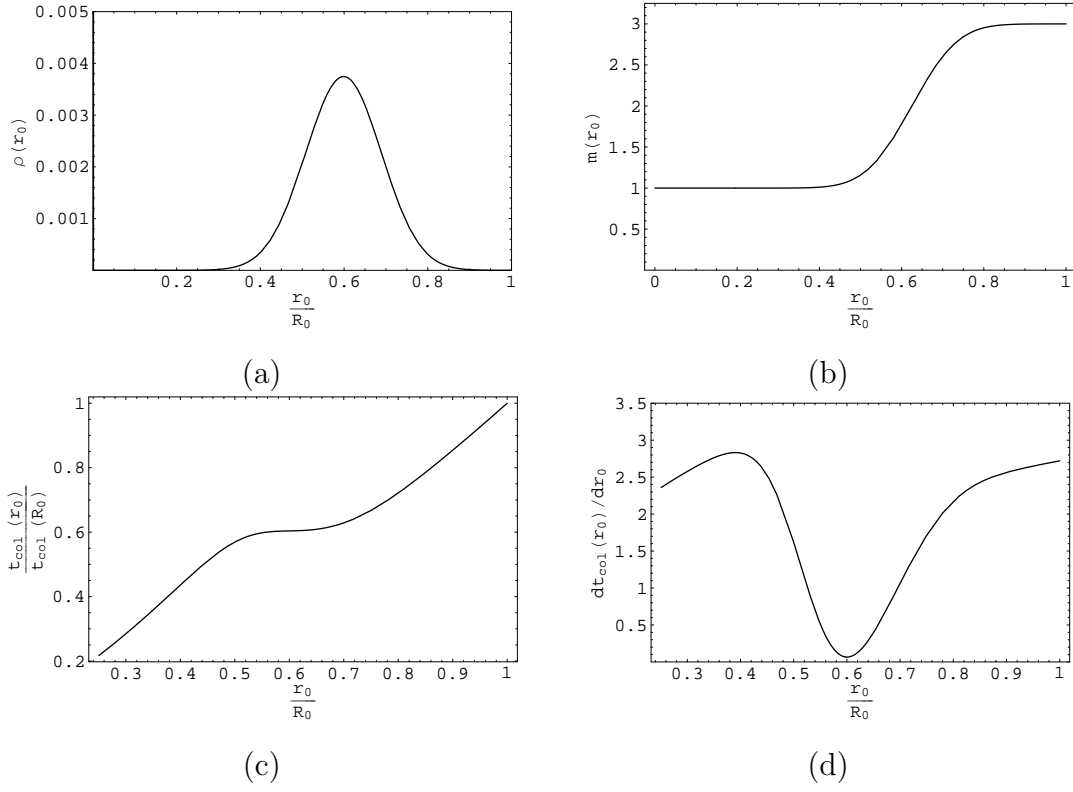 0.005
0.004
0.003
0.002
0.001
ρ(r₀)
0.2 0.4 0.6 0.8 1
r₀
R₀
(a)
3
2.5
2
1.5
1
0.5
m(r₀)
0 0.2 0.4 0.6 0.8 1
r₀
R₀
(b)
1
0.8
0.6
0.4
0.2
t_col(r₀)
t_col(R₀)
0.3 0.4 0.5 0.6 0.7 0.8 0.9 1
r₀
R₀
(c)
3.5
3
2.5
2
1.5
1
0.5
dt_col(r₀)/dr₀
0.3 0.4 0.5 0.6 0.7 0.8 0.9 1
r₀
R₀
(d)